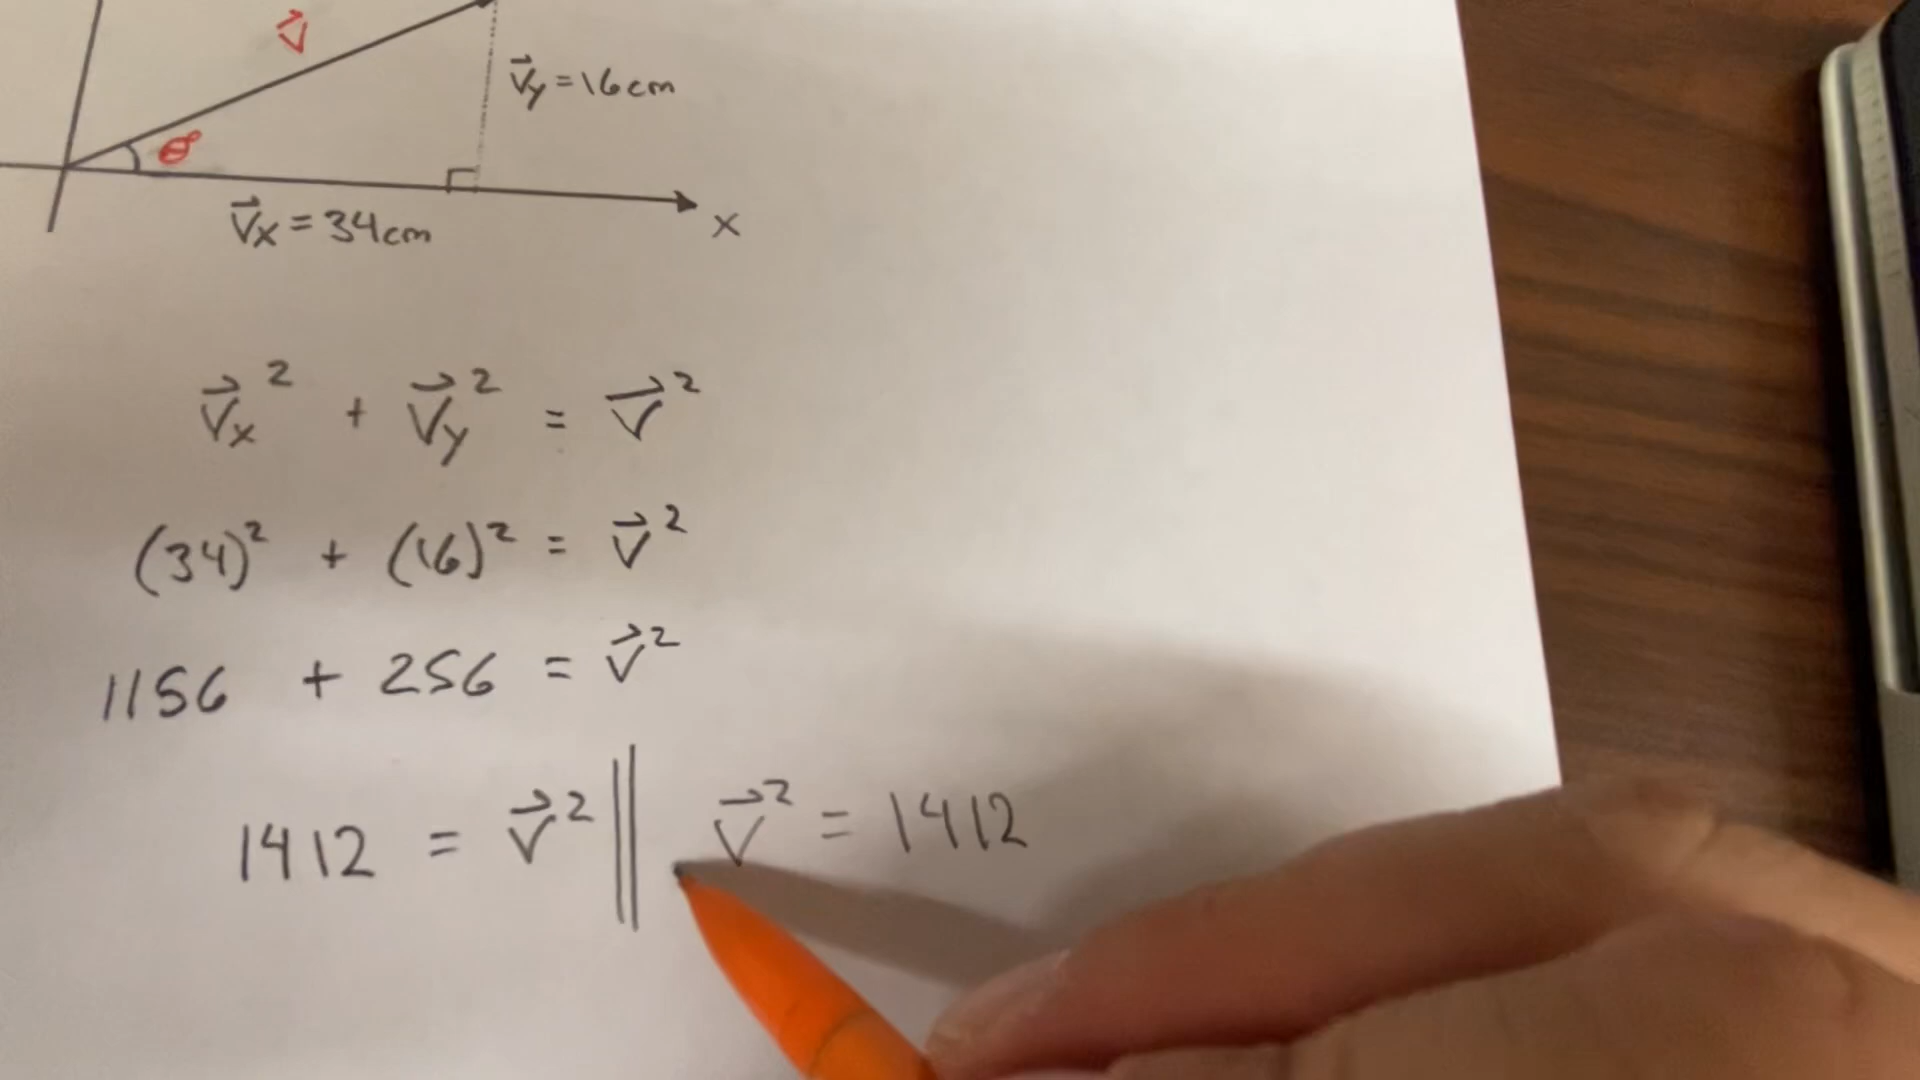 V⃗
V⃗y = 16cm
θ
V⃗x = 34cm
x
V⃗x² + V⃗y² = V⃗²
(34)² + (16)² = V⃗²
1156 + 256 = V⃗²
1412 = V⃗² || V⃗² = 1412